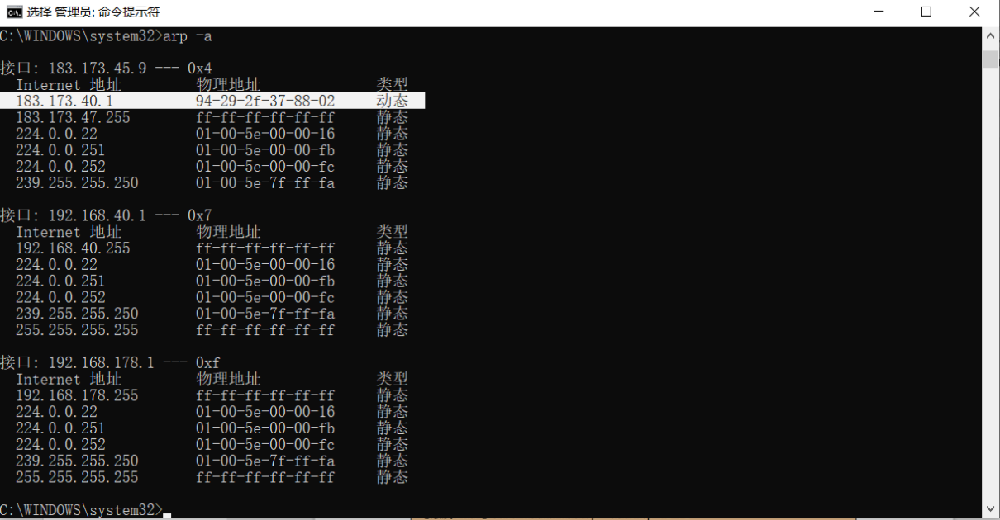 选择 管理员: 命令提示符
C:\WINDOWS\system32>arp -a
接口: 183.173.45.9 --- 0x4
Internet 地址 物理地址 类型
183.173.40.1 94-29-2f-37-88-02 动态
183.173.47.255 ff-ff-ff-ff-ff-ff 静态
224.0.0.22 01-00-5e-00-00-16 静态
224.0.0.251 01-00-5e-00-00-fb 静态
224.0.0.252 01-00-5e-00-00-fc 静态
239.255.255.250 01-00-5e-7f-ff-fa 静态
接口: 192.168.40.1 --- 0x7
Internet 地址 物理地址 类型
192.168.40.255 ff-ff-ff-ff-ff-ff 静态
224.0.0.22 01-00-5e-00-00-16 静态
224.0.0.251 01-00-5e-00-00-fb 静态
224.0.0.252 01-00-5e-00-00-fc 静态
239.255.255.250 01-00-5e-7f-ff-fa 静态
255.255.255.255 ff-ff-ff-ff-ff-ff 静态
接口: 192.168.178.1 --- 0xf
Internet 地址 物理地址 类型
192.168.178.255 ff-ff-ff-ff-ff-ff 静态
224.0.0.22 01-00-5e-00-00-16 静态
224.0.0.251 01-00-5e-00-00-fb 静态
224.0.0.252 01-00-5e-00-00-fc 静态
239.255.255.250 01-00-5e-7f-ff-fa 静态
255.255.255.255 ff-ff-ff-ff-ff-ff 静态
C:\WINDOWS\system32>